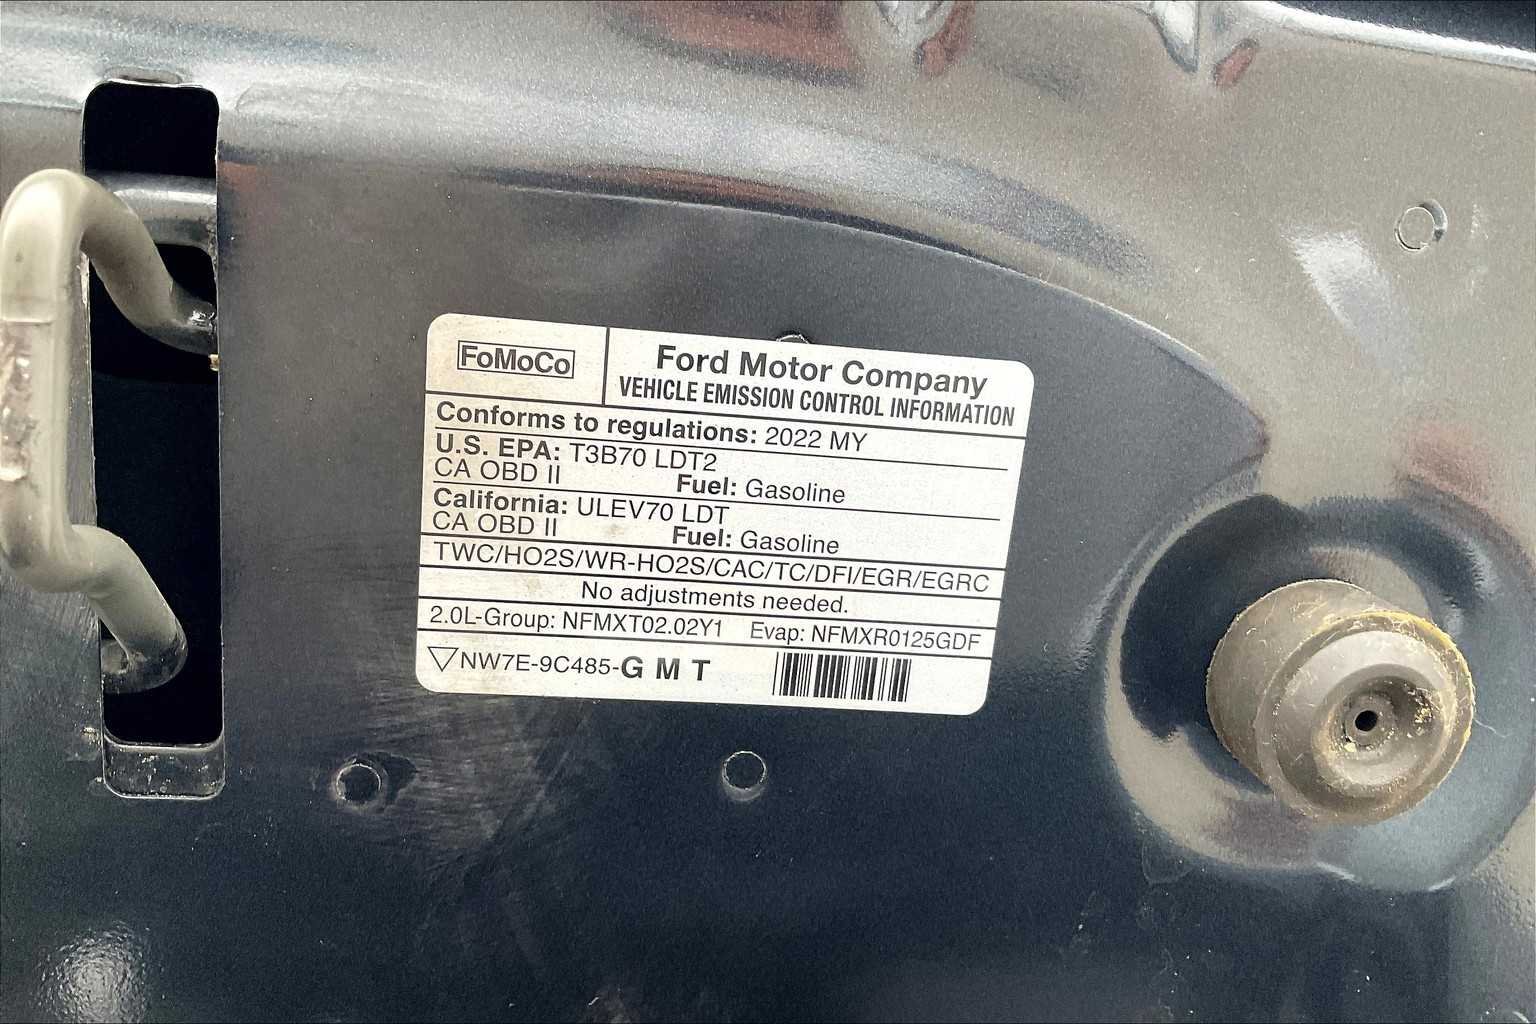 FoMoCo
Ford Motor Company
VEHICLE EMISSION CONTROL INFORMATION
Conforms to regulations: 2022 MY
U.S. EPA: T3B70 LDT2
CA OBD II Fuel: Gasoline
California: ULEV70 LDT
CA OBD II Fuel: Gasoline
TWC/HO2S/WR-HO2S/CAC/TC/DFI/EGR/EGRC
No adjustments needed.
2.0L-Group: NFMXT02.02Y1 Evap: NFMXR0125GDF
NW7E-9C485-G M T